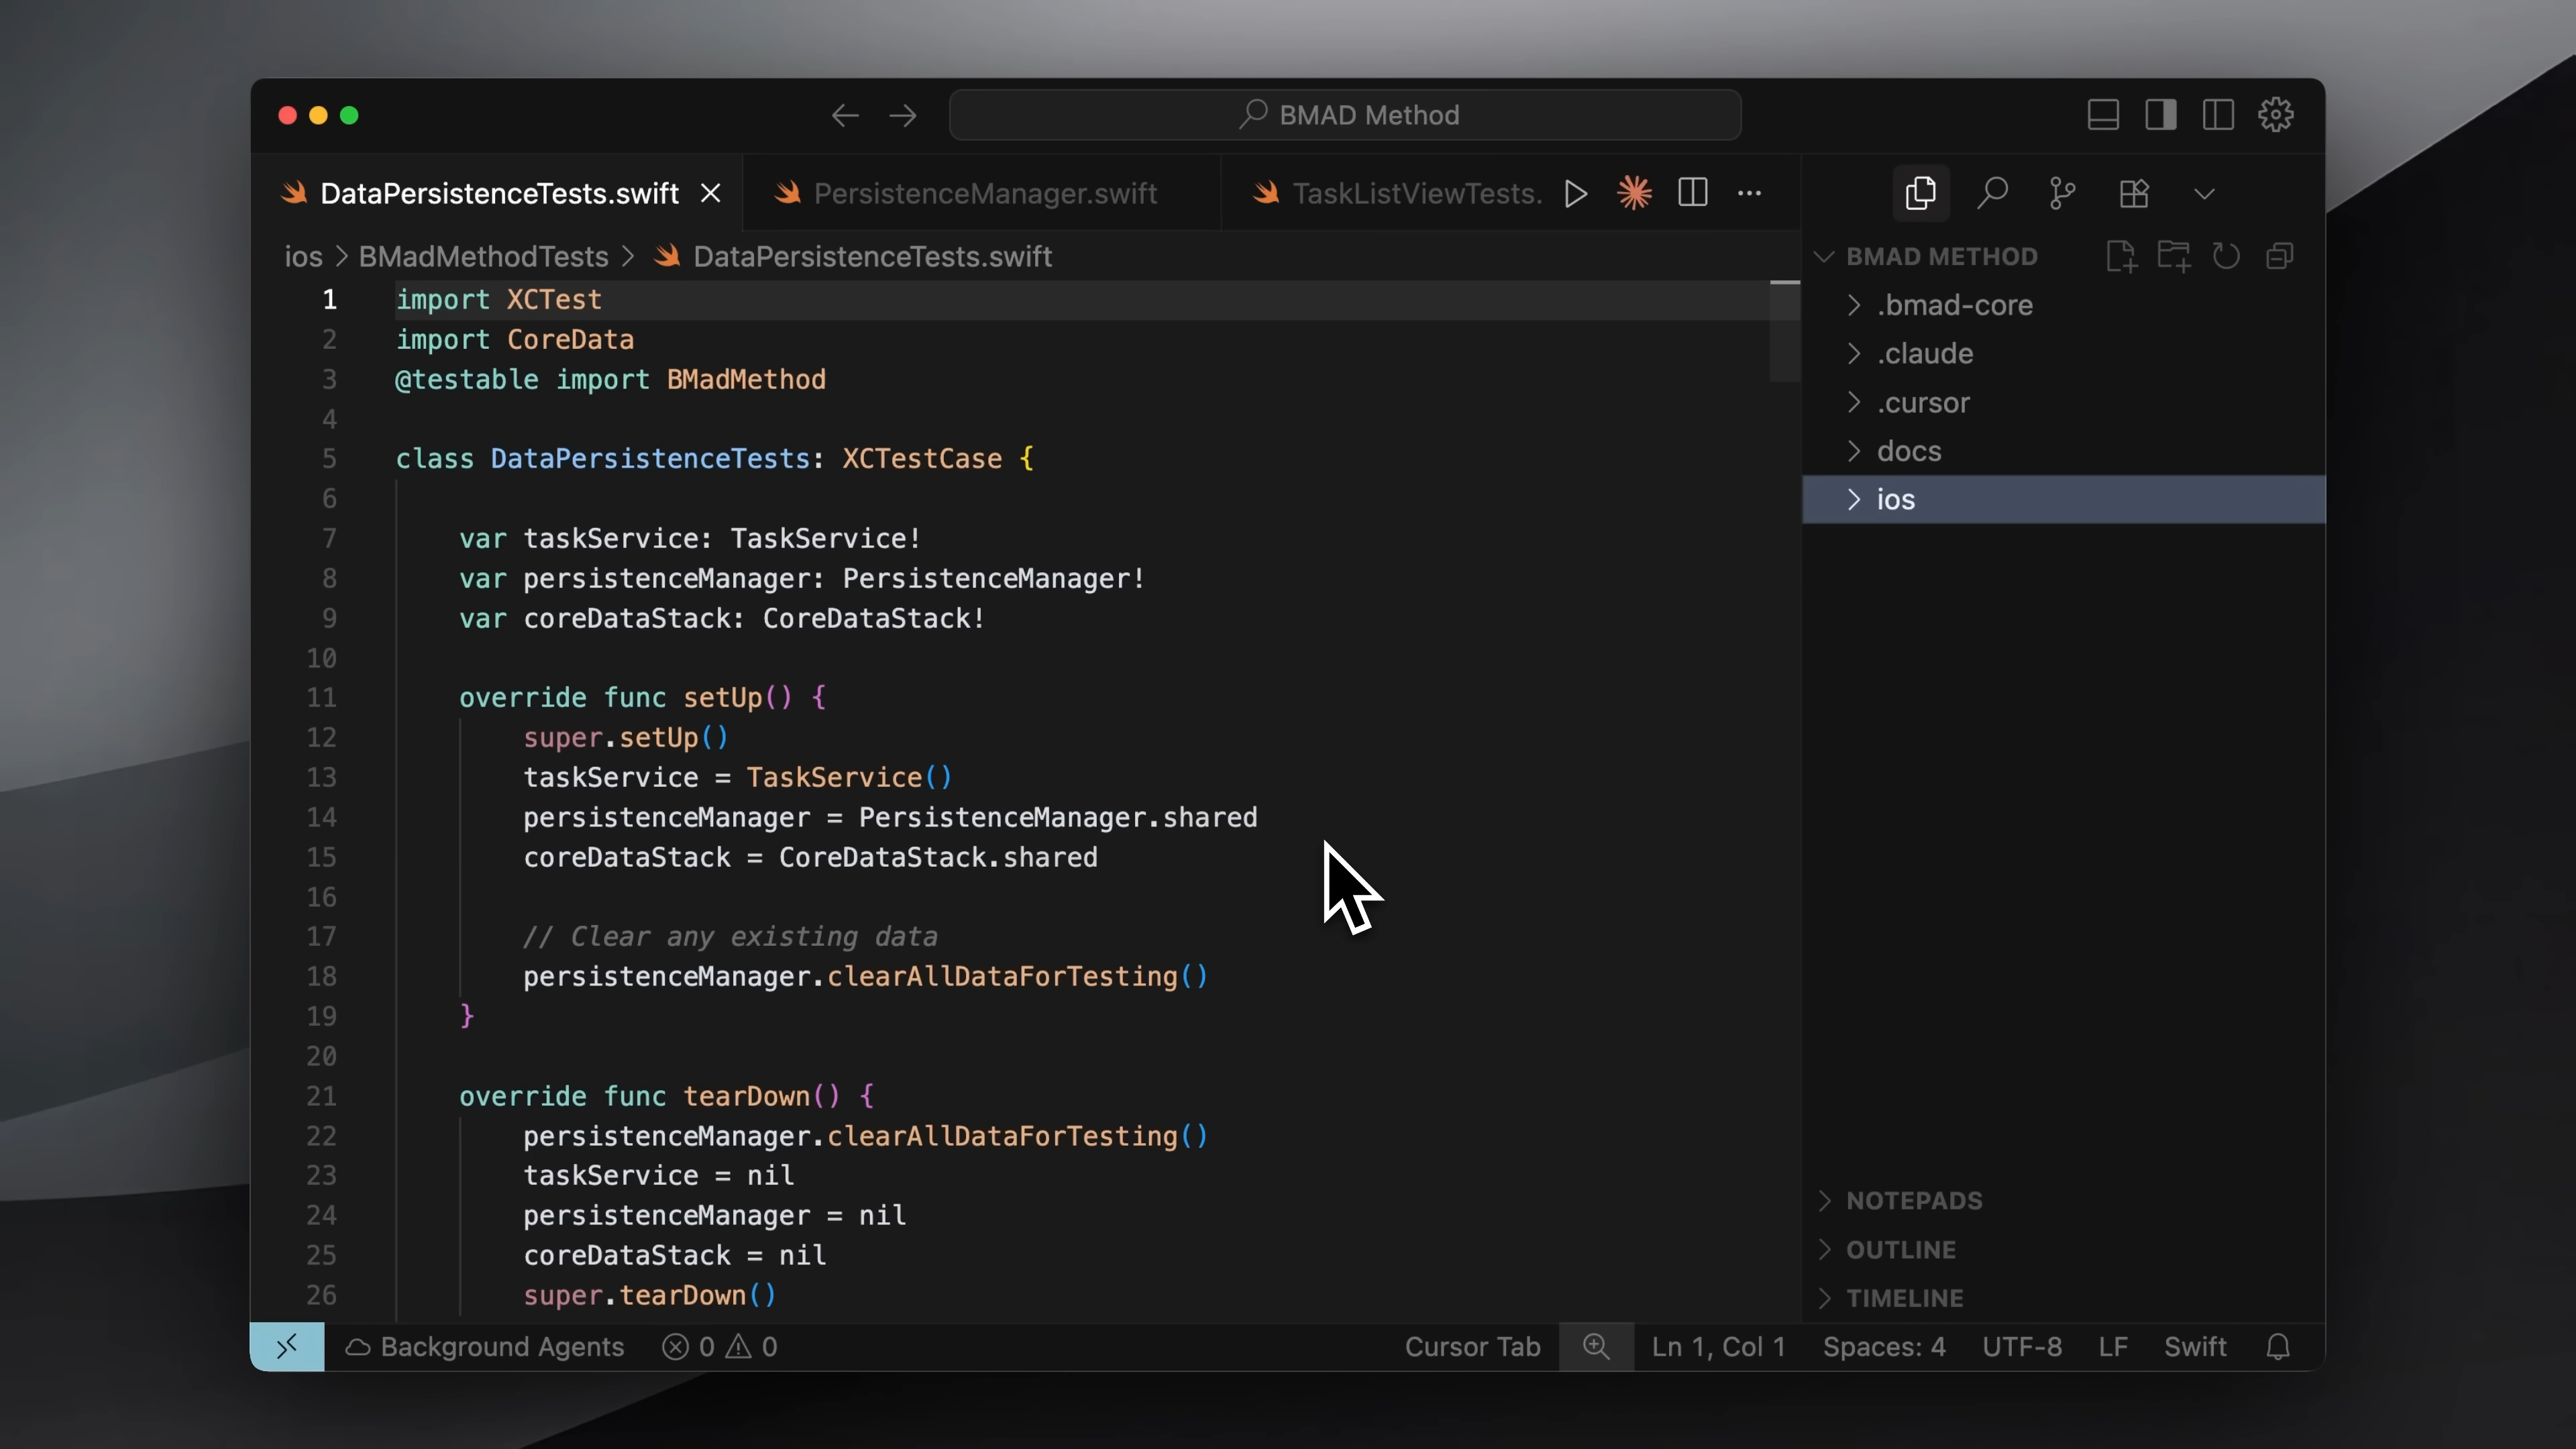 BMAD Method
DataPersistenceTests.swift
PersistenceManager.swift
TaskListViewTests.
ios > BMadMethodTests > DataPersistenceTests.swift
1 import XCTest
2 import CoreData
3 @testable import BMadMethod
4
5 class DataPersistenceTests: XCTestCase {
6
7 var taskService: TaskService!
8 var persistenceManager: PersistenceManager!
9 var coreDataStack: CoreDataStack!
10
11 override func setUp() {
12 super.setUp()
13 taskService = TaskService()
14 persistenceManager = PersistenceManager.shared
15 coreDataStack = CoreDataStack.shared
16
17 // Clear any existing data
18 persistenceManager.clearAllDataForTesting()
19 }
20
21 override func tearDown() {
22 persistenceManager.clearAllDataForTesting()
23 taskService = nil
24 persistenceManager = nil
25 coreDataStack = nil
26 super.tearDown()
BMAD METHOD
.bmad-core
.claude
.cursor
docs
ios
NOTEPADS
OUTLINE
TIMELINE
Background Agents 0 0
Cursor Tab Ln 1, Col 1 Spaces: 4 UTF-8 LF Swift